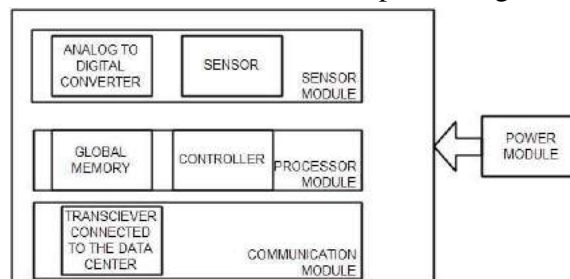 ANALOG TO
DIGITAL
CONVERTER
SENSOR
SENSOR
MODULE
GLOBAL
MEMORY
CONTROLLER
PROCESSOR
MODULE
TRANSCIEVER
CONNECTED
TO THE DATA
CENTER
COMMUNICATION
MODULE
POWER
MODULE